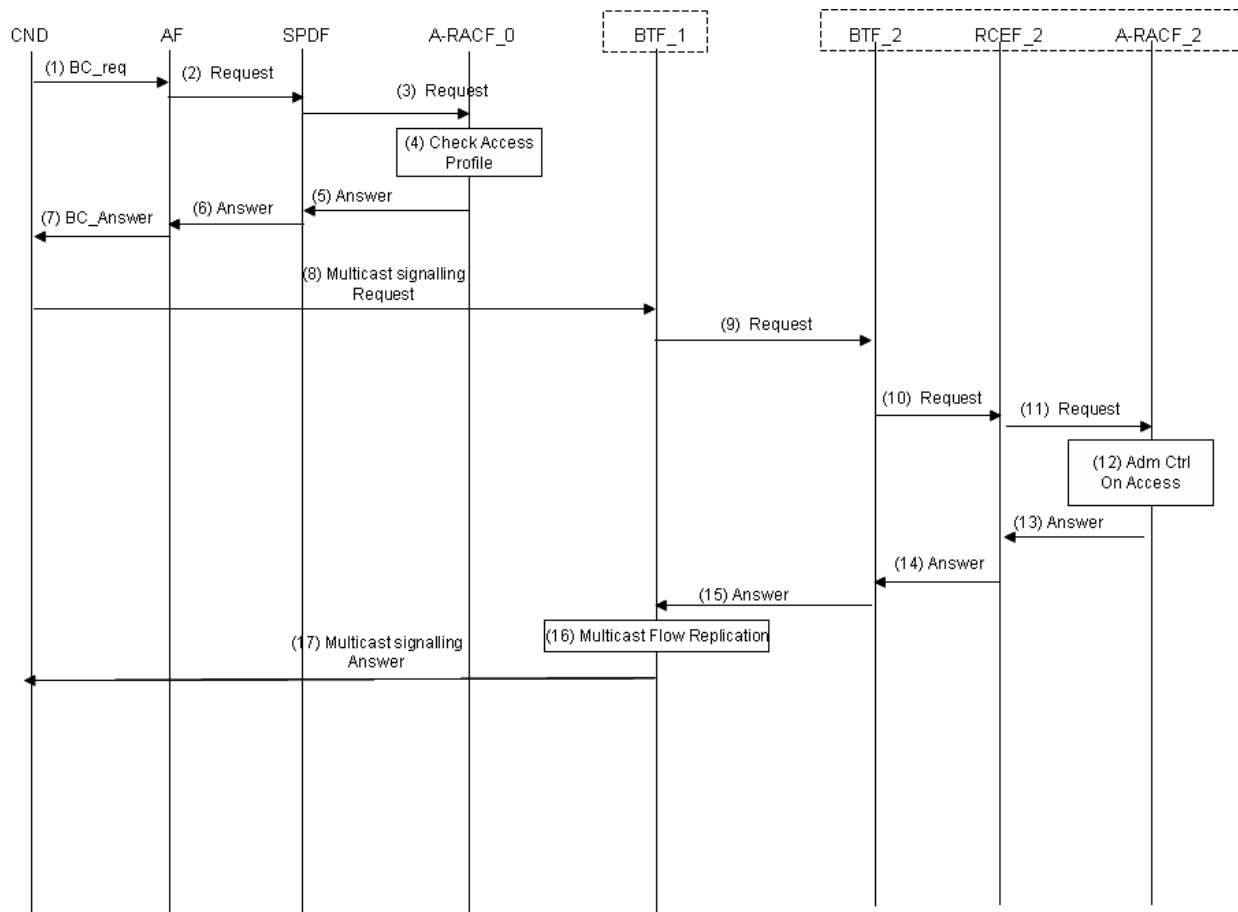 CND AF SPDF A-RACF_0 BTF_1 BTF_2 RCEF_2 A-RACF_2
(1) BC_req
(2) Request
(3) Request
(4) Check Access
Profile
(5) Answer
(6) Answer
(7) BC_Answer
(8) Multicast signalling
Request
(9) Request
(10) Request
(11) Request
(12) Adm Ctrl
On Access
(13) Answer
(14) Answer
(15) Answer
(16) Multicast Flow Replication
(17) Multicast signalling
Answer